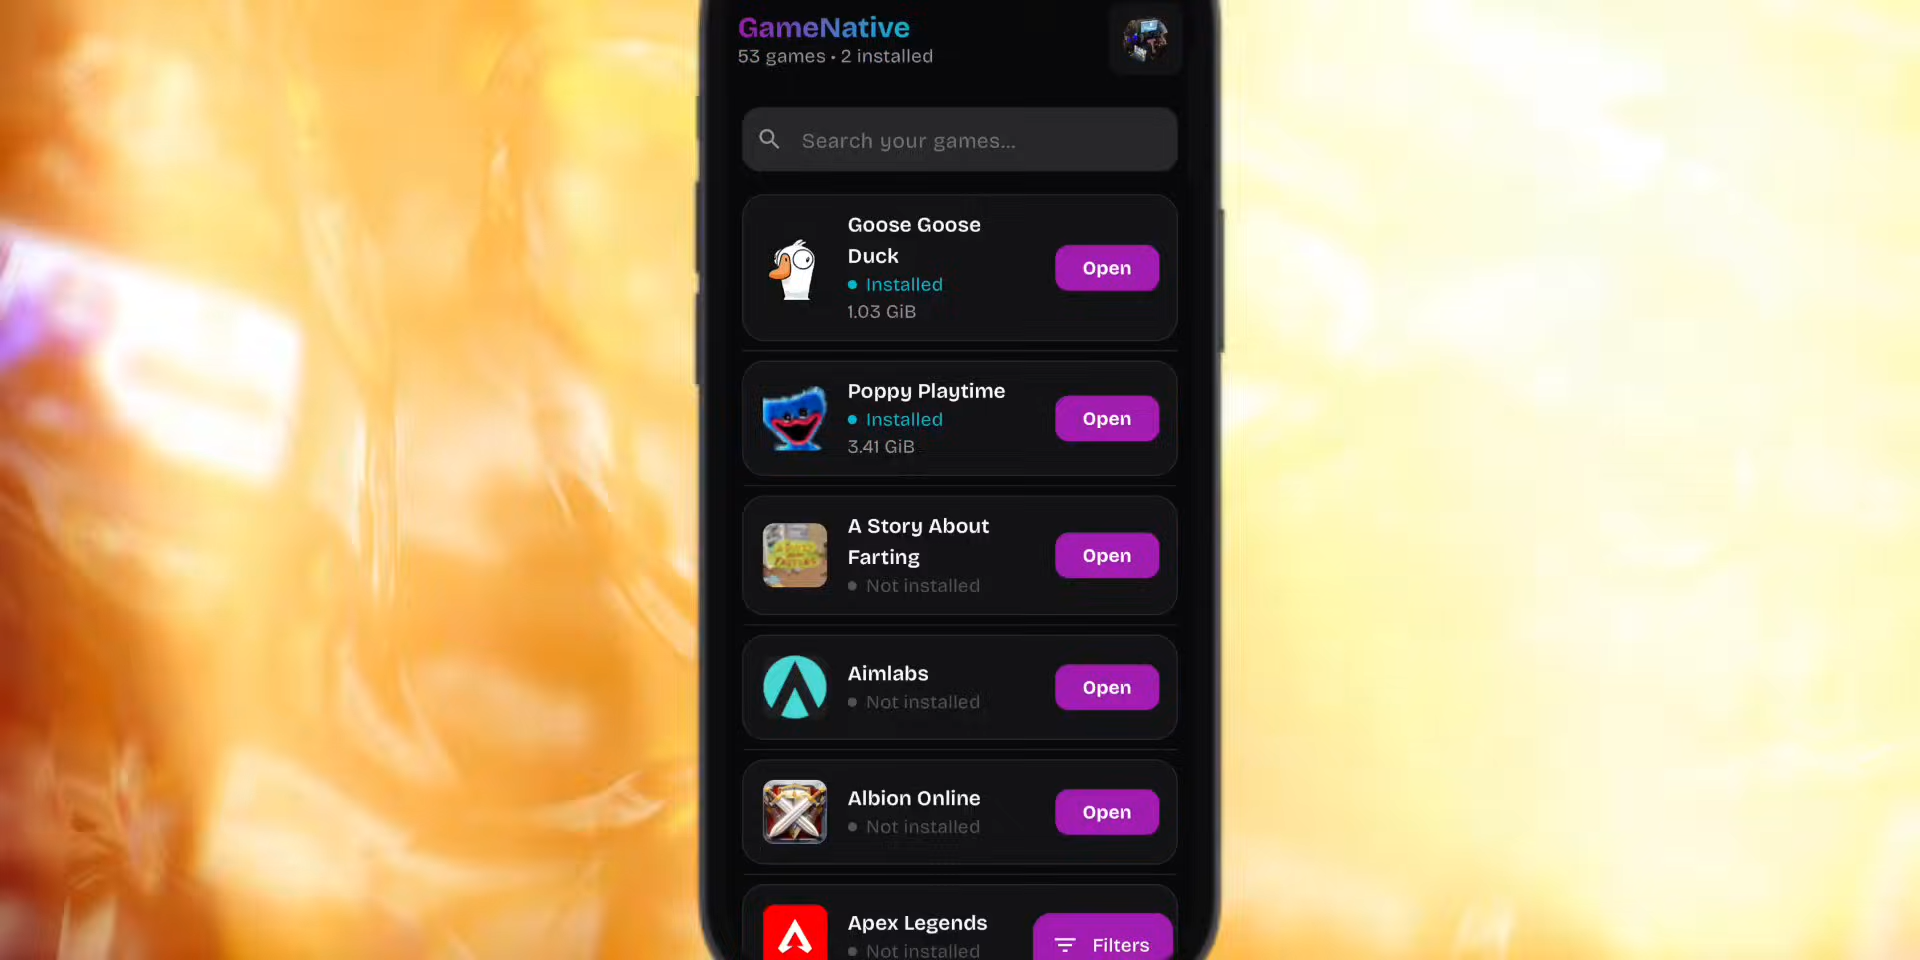 GameNative
53 games • 2 installed
Search your games...
Goose Goose
Duck
Installed
1.03 GiB
Open
Poppy Playtime
Installed
3.41 GiB
Open
A Story About
Farting
Not installed
Open
Aimlabs
Not installed
Open
Albion Online
Not installed
Open
Apex Legends
Not installed
Filters